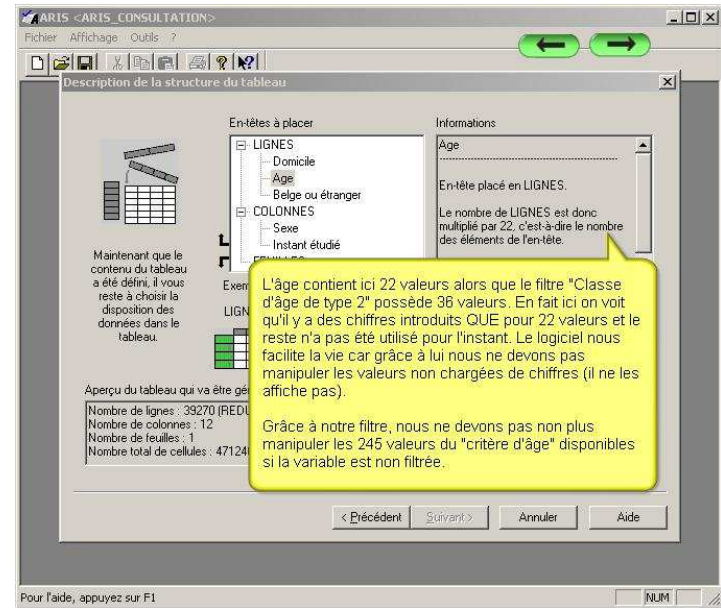 ARIS <ARIS_CONSULTATION>
Fichier Affichage Outils ?
Description de la structure du tableau
En-têtes à placer
LIGNES
Domicile
Age
Belge ou étranger
COLONNES
Sexe
Instant étudié
Informations
Age
En-tête placé en LIGNES.
Le nombre de LIGNES est donc
multiplié par 22, c'est-à-dire le nombre
des éléments de l'en-tête.
Maintenant que le
contenu du tableau
a été défini, il vous
reste à choisir la
disposition des
données dans le
tableau.
L'âge contient ici 22 valeurs alors que le filtre "Classe
d'âge de type 2" possède 36 valeurs. En fait ici on voit
qu'il y a des chiffres introduits QUE pour 22 valeurs et le
reste n'a pas été utilisé pour l'instant. Le logiciel nous
facilite la vie car grâce à lui nous ne devons pas
manipuler les valeurs non chargées de chiffres (il ne les
affiche pas).
Grâce à notre filtre, nous ne devons pas non plus
manipuler les 245 valeurs du "critère d'âge" disponibles
si la variable est non filtrée.
Exem
LIGN
Aperçu du tableau qui va être gé
Nombre de lignes : 39270 (REDU
Nombre de colonnes : 12
Nombre de feuilles : 1
Nombre total de cellules : 47124
< Précédent Suivant > Annuler Aide
Pour l'aide, appuyez sur F1 NUM